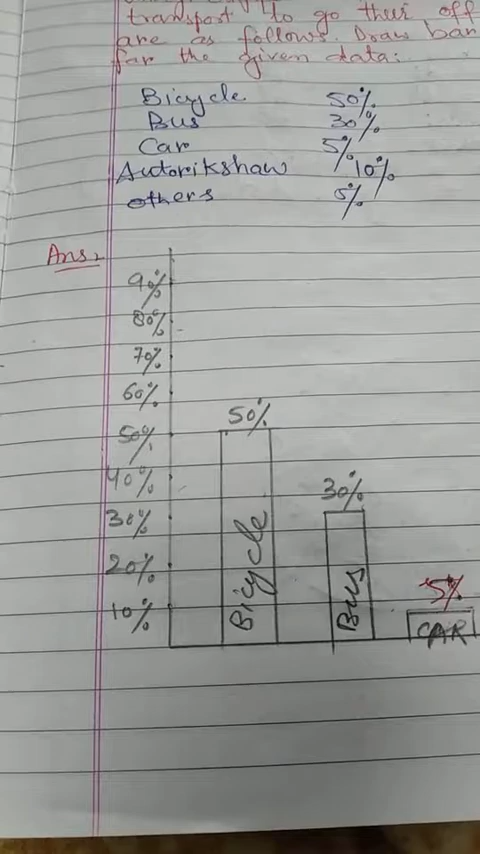 transport to go their off
are as follows. Draw bar
for the given data:
Bicycle 50%
Bus 30%
Car 5%
Autorikshaw 10%
others 5%
Ans.
90%
80%
70%
60%
50% 50%
40%
30% 30%
20%
10% 5%
Bicycle Bus CAR